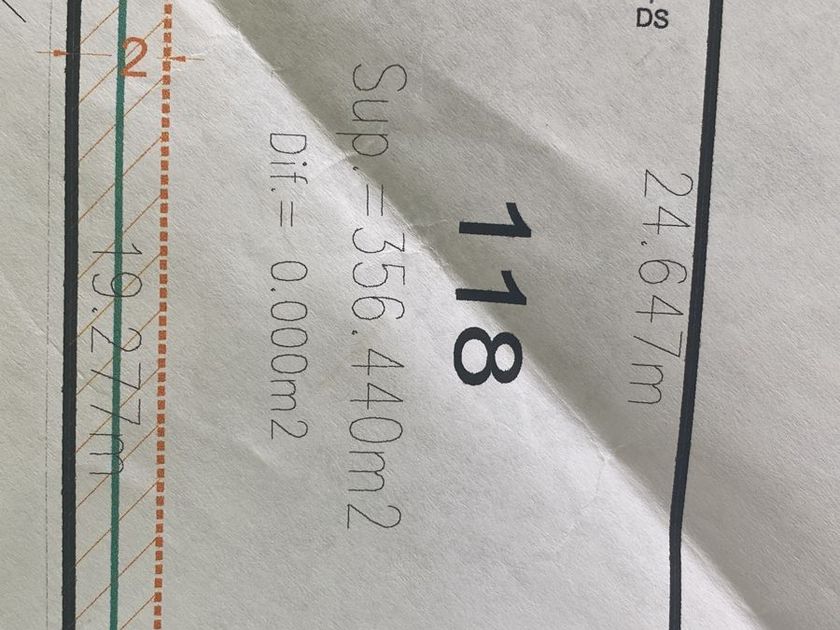 DS
24.647m
118
Sup.=356.440m2
Dif.= 0.000m2
19.277m
2